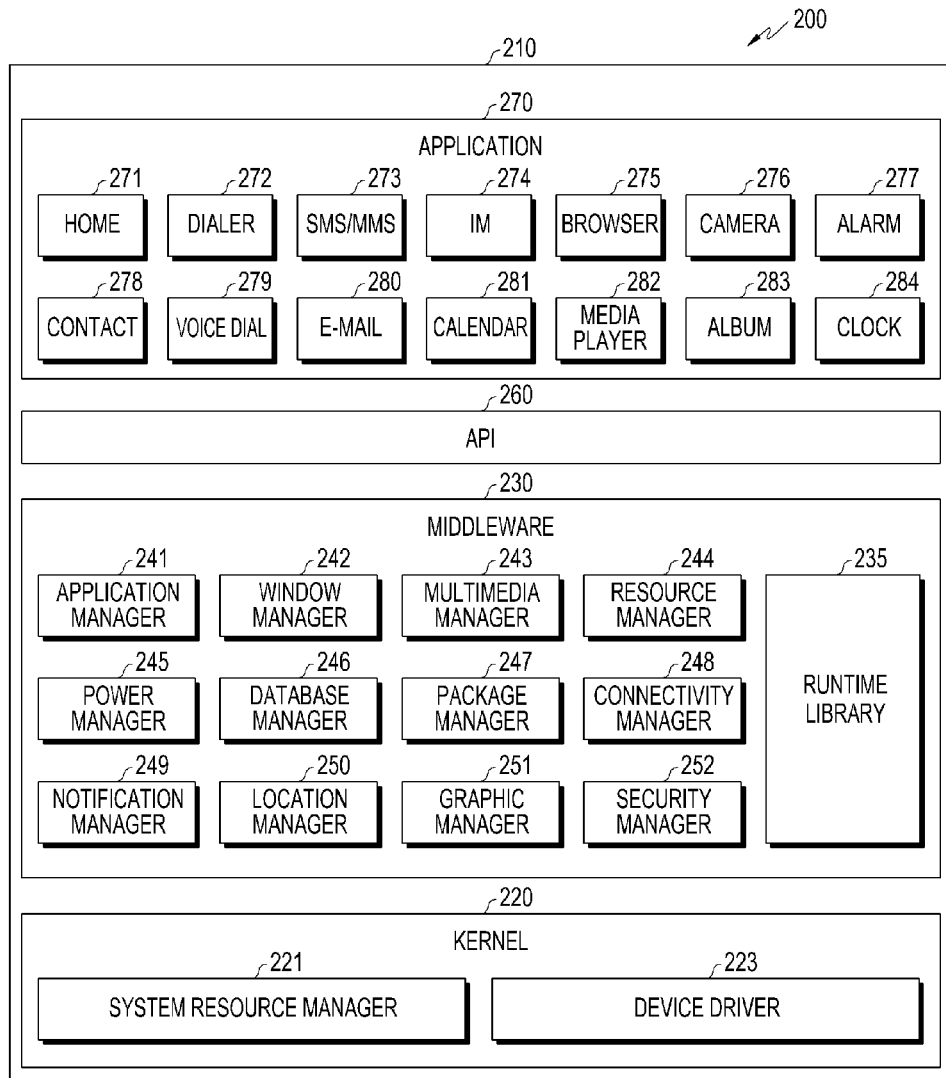 200
210
270
APPLICATION
271 272 273 274 275 276 277
HOME DIALER SMS/MMS IM BROWSER CAMERA ALARM
278 279 280 281 282 283 284
CONTACT VOICE DIAL E-MAIL CALENDAR MEDIA PLAYER ALBUM CLOCK
260
API
230
MIDDLEWARE
241 242 243 244 235
APPLICATION MANAGER WINDOW MANAGER MULTIMEDIA MANAGER RESOURCE MANAGER
245 246 247 248
POWER MANAGER DATABASE MANAGER PACKAGE MANAGER CONNECTIVITY MANAGER RUNTIME LIBRARY
249 250 251 252
NOTIFICATION MANAGER LOCATION MANAGER GRAPHIC MANAGER SECURITY MANAGER
220
KERNEL
221 223
SYSTEM RESOURCE MANAGER DEVICE DRIVER